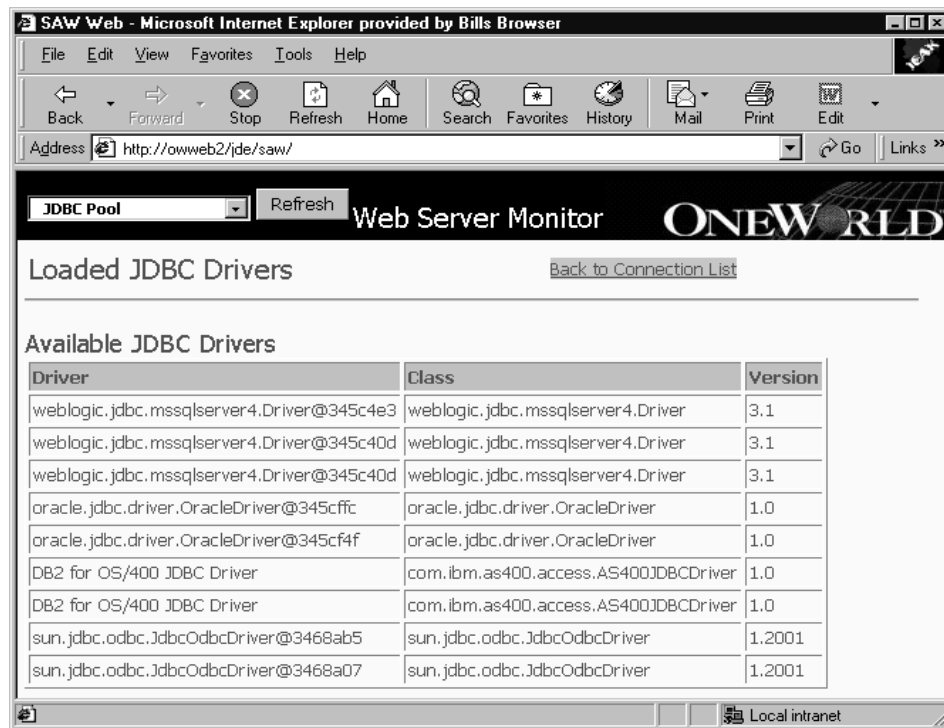 SAW Web - Microsoft Internet Explorer provided by Bills Browser
File Edit View Favorites Tools Help
Back Forward Stop Refresh Home Search Favorites History Mail Print Edit
Address http://owweb2/jde/saw/ Go Links »
JDBC Pool Refresh Web Server Monitor ONEWORLD
Loaded JDBC Drivers Back to Connection List
Available JDBC Drivers
Driver Class Version
weblogic.jdbc.mssqlserver4.Driver@345c4e3 weblogic.jdbc.mssqlserver4.Driver 3.1
weblogic.jdbc.mssqlserver4.Driver@345c40d weblogic.jdbc.mssqlserver4.Driver 3.1
weblogic.jdbc.mssqlserver4.Driver@345c40d weblogic.jdbc.mssqlserver4.Driver 3.1
oracle.jdbc.driver.OracleDriver@345cffc oracle.jdbc.driver.OracleDriver 1.0
oracle.jdbc.driver.OracleDriver@345cf4f oracle.jdbc.driver.OracleDriver 1.0
DB2 for OS/400 JDBC Driver com.ibm.as400.access.AS400JDBCDriver 1.0
DB2 for OS/400 JDBC Driver com.ibm.as400.access.AS400JDBCDriver 1.0
sun.jdbc.odbc.JdbcOdbcDriver@3468ab5 sun.jdbc.odbc.JdbcOdbcDriver 1.2001
sun.jdbc.odbc.JdbcOdbcDriver@3468a07 sun.jdbc.odbc.JdbcOdbcDriver 1.2001
Local intranet